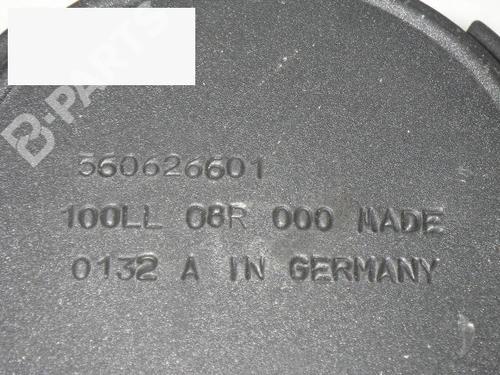 B-PARTS
560626601
100LL 08R 000 MADE
0132 A IN GERMANY